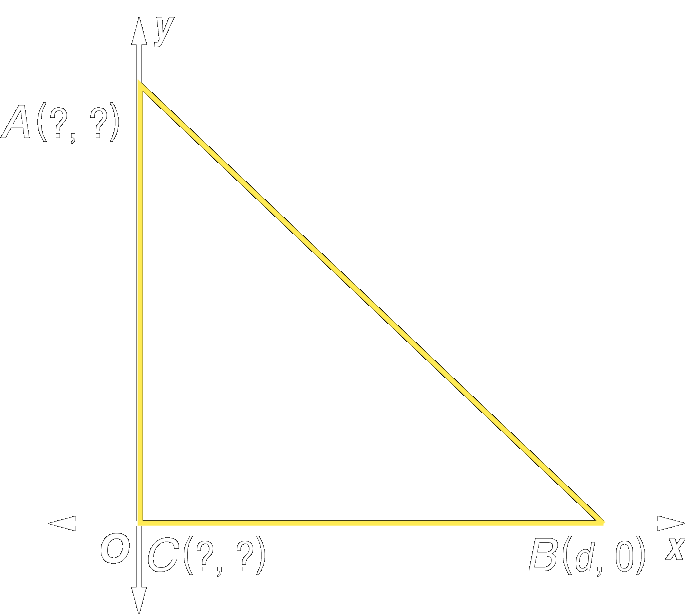 y
A(?, ?)
O C(?, ?) B(d, 0) x